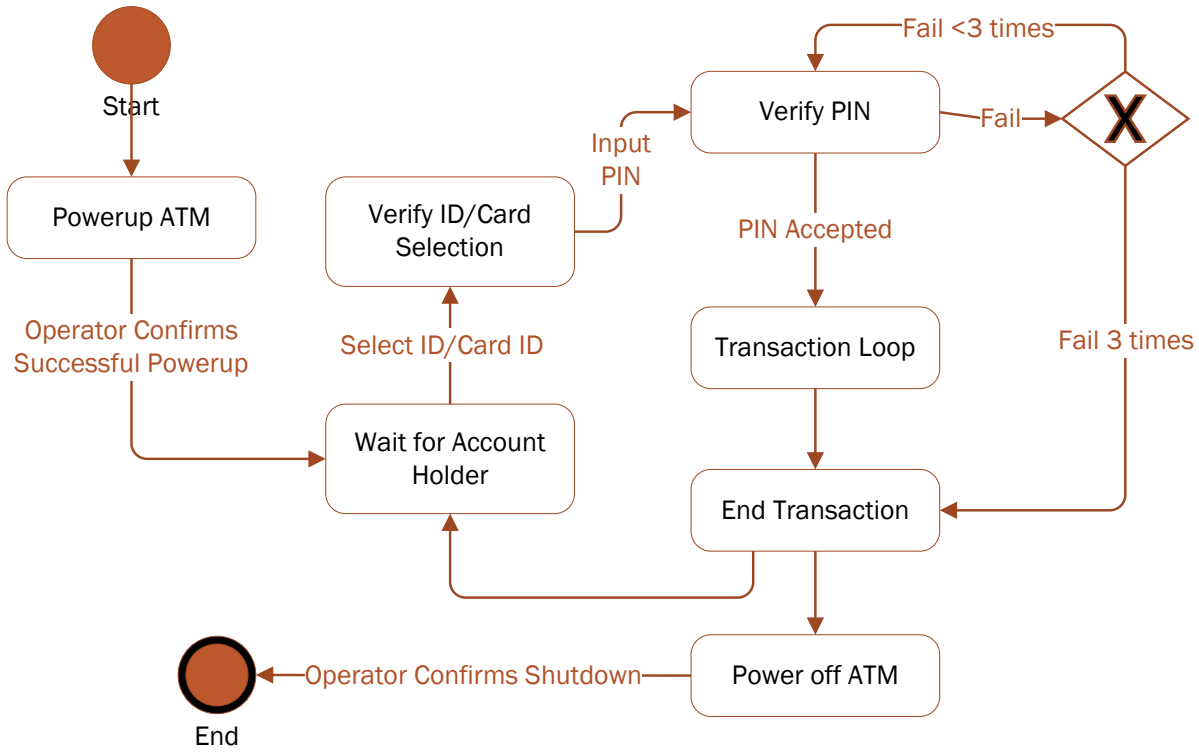 Start
Powerup ATM
Operator Confirms
Successful Powerup
Wait for Account
Holder
Select ID/Card ID
Verify ID/Card
Selection
Input
PIN
Verify PIN
Fail
X
Fail <3 times
Fail 3 times
PIN Accepted
Transaction Loop
End Transaction
Power off ATM
Operator Confirms Shutdown
End